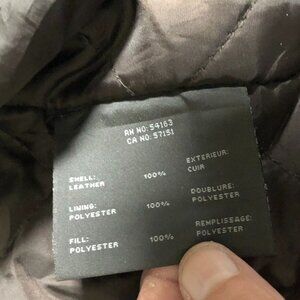 RN NO: 54163
CA NO: 57151
SHELL: EXTERIEUR:
LEATHER 100% CUIR
LINING: DOUBLURE:
POLYESTER 100% POLYESTER
FILL: REMPLISSAGE:
POLYESTER 100% POLYESTER